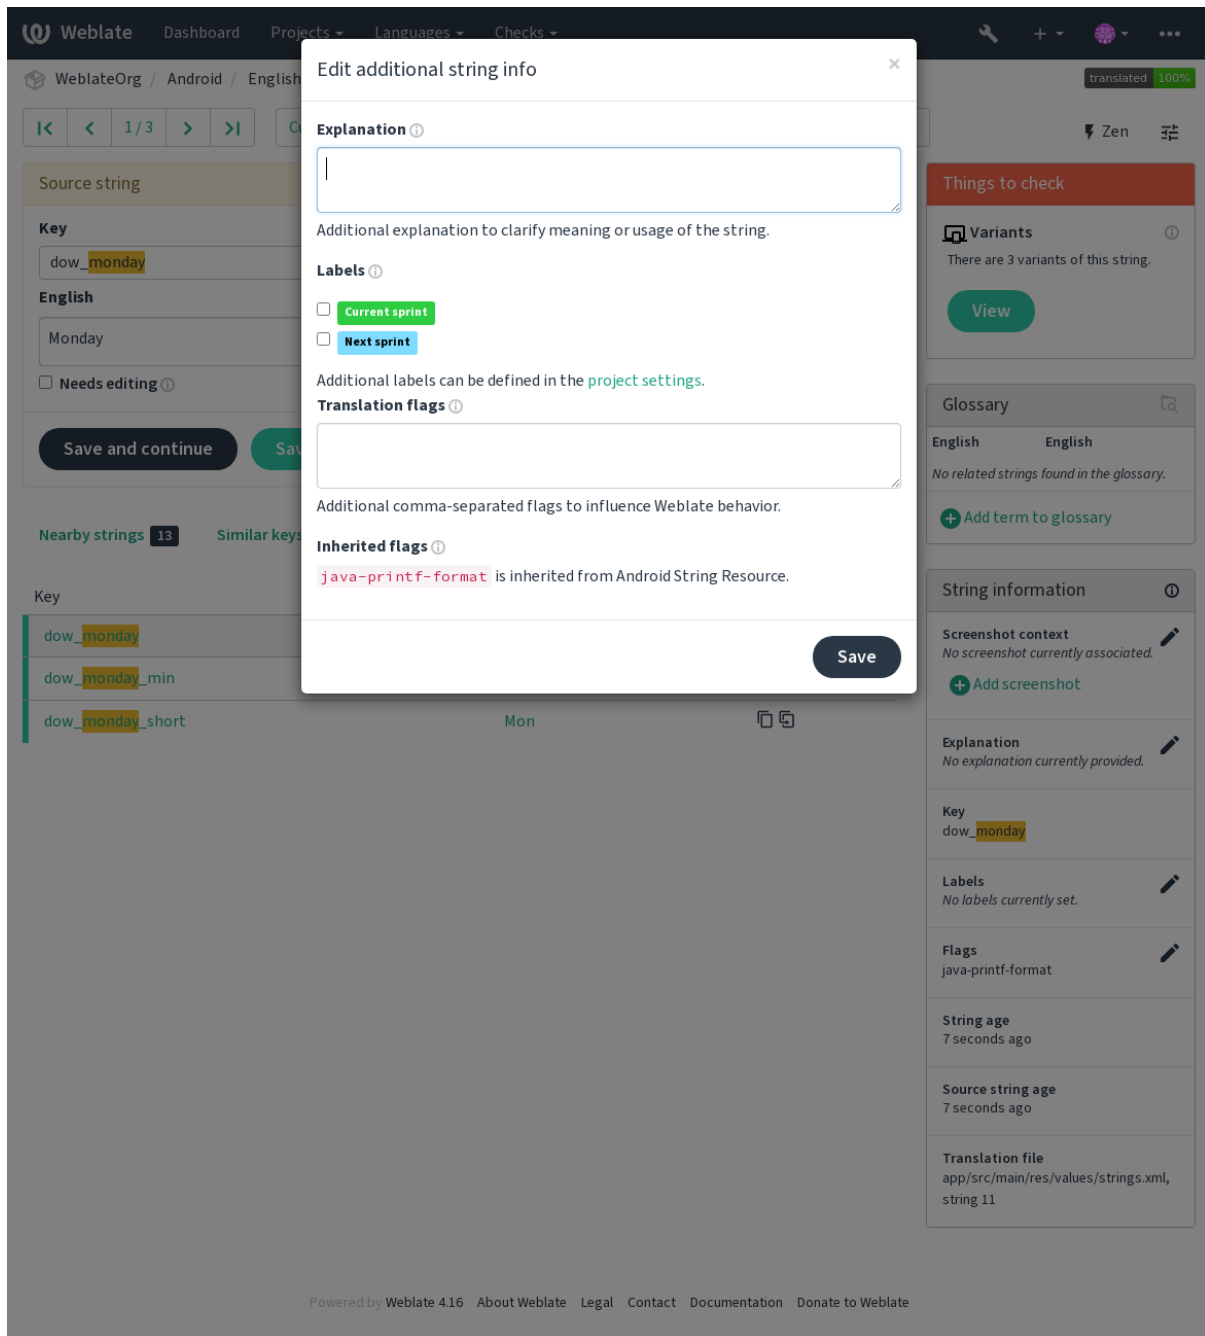 Weblate Dashboard Projects Languages Checks
WeblateOrg / Android / English
translated 100%
1 / 3
Zen
Edit additional string info
×
Explanation
Additional explanation to clarify meaning or usage of the string.
Labels
Current sprint
Next sprint
Additional labels can be defined in the project settings.
Translation flags
Additional comma-separated flags to influence Weblate behavior.
Inherited flags
java-printf-format is inherited from Android String Resource.
Save
Source string
Key
dow_monday
English
Monday
Needs editing
Save and continue
Nearby strings 13 Similar keys
Key
dow_monday
dow_monday_min
dow_monday_short Mon
Things to check
Variants
There are 3 variants of this string.
View
Glossary
English English
No related strings found in the glossary.
Add term to glossary
String information
Screenshot context
No screenshot currently associated.
Add screenshot
Explanation
No explanation currently provided.
Key
dow_monday
Labels
No labels currently set.
Flags
java-printf-format
String age
7 seconds ago
Source string age
7 seconds ago
Translation file
app/src/main/res/values/strings.xml,
string 11
Powered by Weblate 4.16 About Weblate Legal Contact Documentation Donate to Weblate